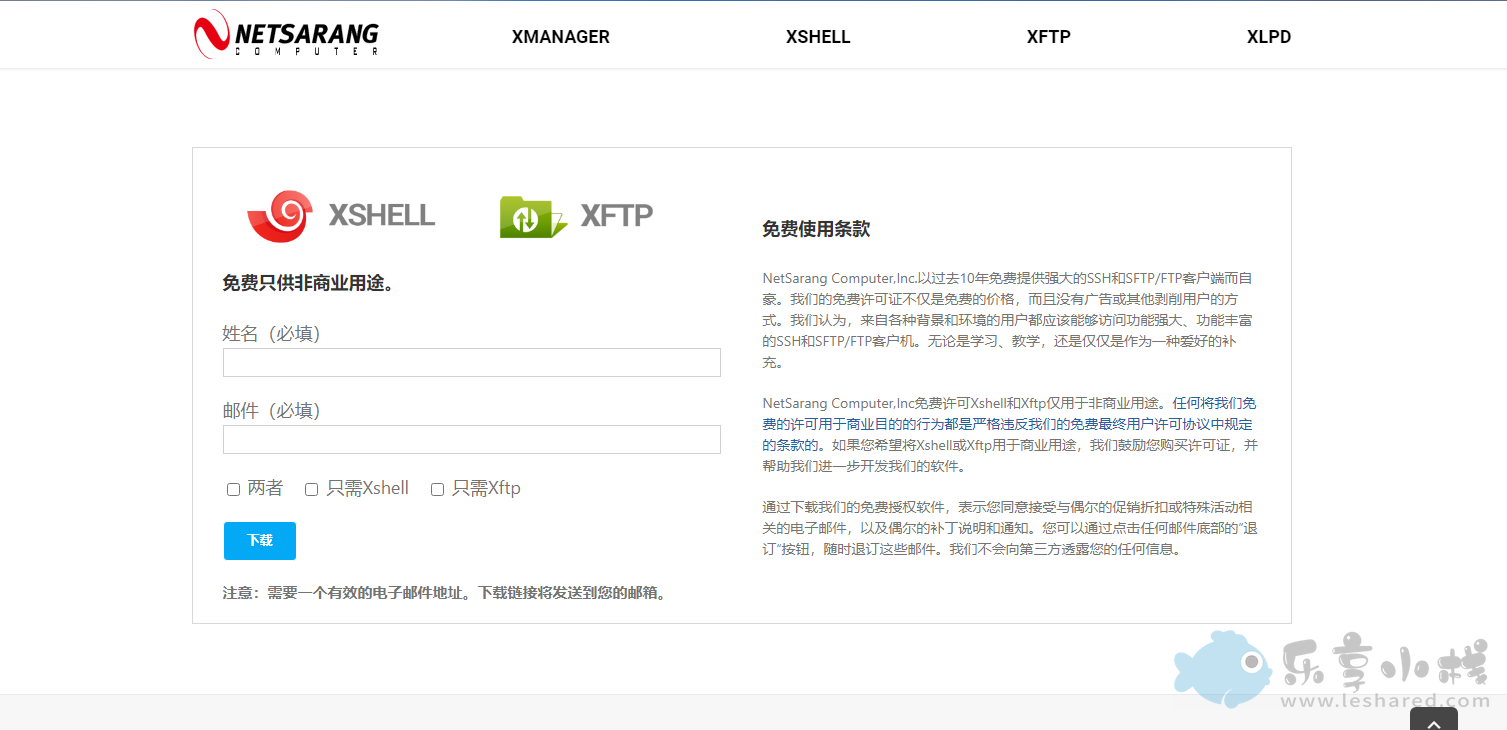 NETSARANG
COMPUTER
XMANAGER
XSHELL
XFTP
XLPD
XSHELL
XFTP
免费只供非商业用途。
姓名（必填）
邮件（必填）
两者
只需Xshell
只需Xftp
下载
注意：需要一个有效的电子邮件地址。下载链接将发送到您的邮箱。
免费使用条款
NetSarang Computer,Inc.以过去10年免费提供强大的SSH和SFTP/FTP客户端而自
豪。我们的免费许可证不仅是免费的价格，而且没有广告或其他剥削用户的方
式。我们认为，来自各种背景和环境的用户都应该能够访问功能强大、功能丰富
的SSH和SFTP/FTP客户机。无论是学习、教学，还是仅仅是作为一种爱好的补
充。
NetSarang Computer,Inc免费许可Xshell和Xftp仅用于非商业用途。任何将我们免
费的许可用于商业目的的行为都是严格违反我们的免费最终用户许可协议中规定
的条款的。如果您希望将Xshell或Xftp用于商业用途，我们鼓励您购买许可证，并
帮助我们进一步开发我们的软件。
通过下载我们的免费授权软件，表示您同意接受与偶尔的促销折扣或特殊活动相
关的电子邮件，以及偶尔的补丁说明和通知。您可以通过点击任何邮件底部的”退
订“按钮，随时退订这些邮件。我们不会向第三方透露您的任何信息。
乐享小栈
www.leshared.com